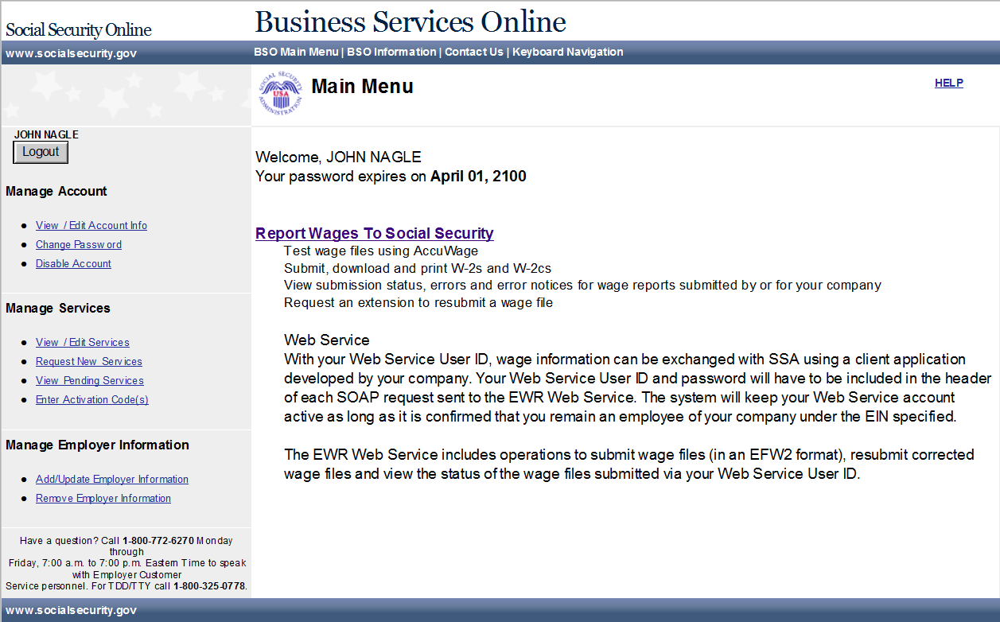 Social Security Online
Business Services Online
www.socialsecurity.gov
BSO Main Menu | BSO Information | Contact Us | Keyboard Navigation
SOCIAL SECURITY ADMINISTRATION
USA
Main Menu
HELP
JOHN NAGLE
Logout
Manage Account
View / Edit Account Info
Change Password
Disable Account
Manage Services
View / Edit Services
Request New Services
View Pending Services
Enter Activation Code(s)
Manage Employer Information
Add/Update Employer Information
Remove Employer Information
Have a question? Call 1-800-772-6270 Monday
through
Friday, 7:00 a.m. to 7:00 p.m. Eastern Time to speak
with Employer Customer
Service personnel. For TDD/TTY call 1-800-325-0778.
Welcome, JOHN NAGLE
Your password expires on April 01, 2100
Report Wages To Social Security
Test wage files using AccuWage
Submit, download and print W-2s and W-2cs
View submission status, errors and error notices for wage reports submitted by or for your company
Request an extension to resubmit a wage file
Web Service
With your Web Service User ID, wage information can be exchanged with SSA using a client application
developed by your company. Your Web Service User ID and password will have to be included in the header
of each SOAP request sent to the EWR Web Service. The system will keep your Web Service account
active as long as it is confirmed that you remain an employee of your company under the EIN specified.
The EWR Web Service includes operations to submit wage files (in an EFW2 format), resubmit corrected
wage files and view the status of the wage files submitted via your Web Service User ID.
www.socialsecurity.gov